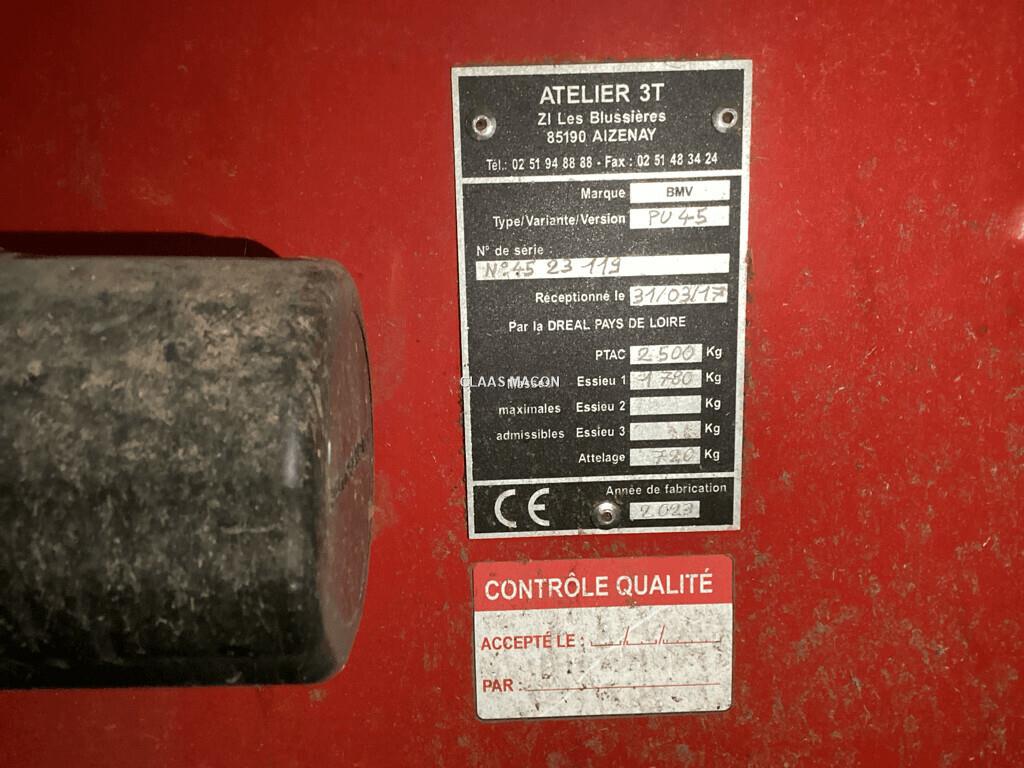 ATELIER 3T
ZI Les Blussières
85190 AIZENAY
Tél.: 02 51 94 88 88 - Fax : 02 51 48 34 24
Marque BMV
Type/Variante/Version PU 45
N° de série :
N° 45 23 119
Réceptionné le 31/03/17
Par la DREAL PAYS DE LOIRE
PTAC 2 500 Kg
Masses Essieu 1 1 780 Kg
CLAAS MACON
maximales Essieu 2 Kg
admissibles Essieu 3 Kg
Attelage 720 Kg
CE
Année de fabrication
2023
CONTRÔLE QUALITÉ
ACCEPTÉ LE :
PAR :